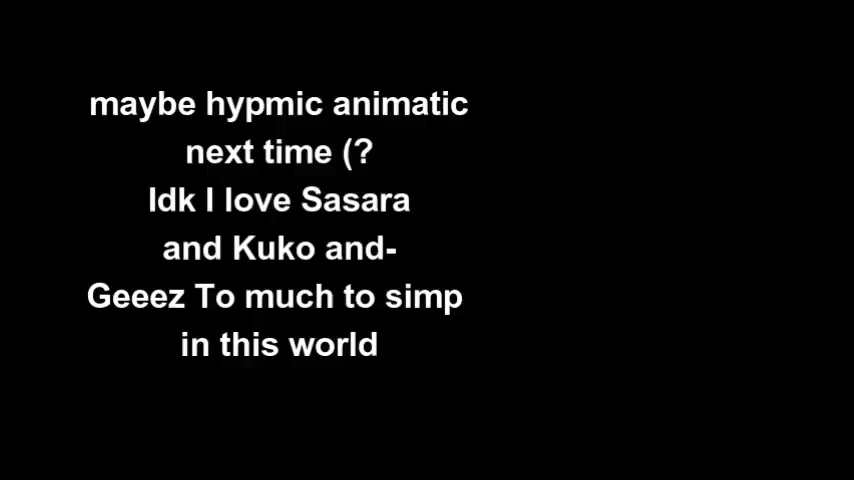 maybe hypmic animatic
next time (?
Idk I love Sasara
and Kuko and-
Geeez To much to simp
in this world